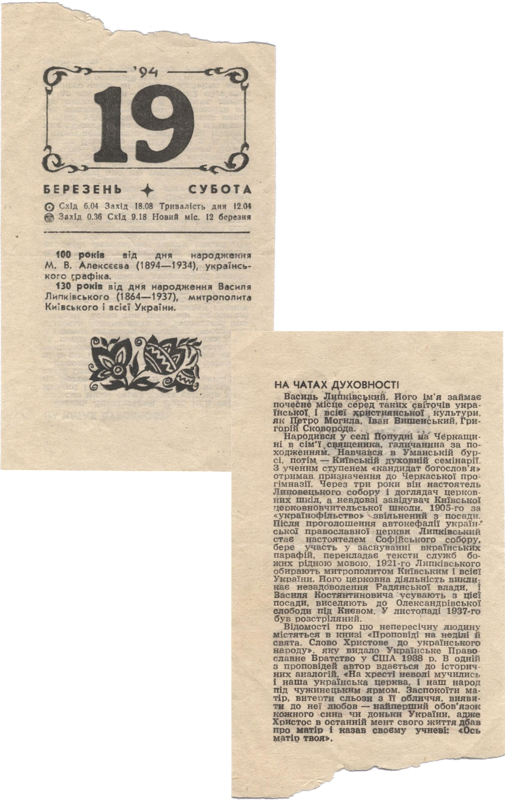 '94
19
БЕРЕЗЕНЬ СУБОТА
Схід 6.04 Захід 18.08 Тривалість дня 12.04
Захід 0.36 Схід 9.18 Новий міс. 12 березня
100 років від дня народження
М. В. Алексєєва (1894—1934), українсь-
кого графіка.
130 років від дня народження Василя
Липківського (1864—1937), митрополита
Київського і всієї України.
НА ЧАТАХ ДУХОВНОСТІ
Василь Липківський. Його ім'я займає
почесне місце серед таких світочів укра-
їнської і всієї християнської культури,
як Петро Могила, Іван Вишенський, Гри-
горій Сковорода.
Народився у селі Попудні на Черкащи-
ні в сім'ї священика, галичанина за по-
ходженням. Навчався в Уманській бур-
сі, потім — Київській духовній семінарії.
З ученим ступенем «кандидат богослов'я»
отримав призначення до Черкаської про-
гімназії. Через три роки він настоятель
Липовецького собору і доглядач церков-
них шкіл, а невдовзі завідувач Київської
церковновчительської школи. 1905-го за
«українофільство» звільнений з посади.
Після проголошення автокефалії україн-
ської православної церкви Липківський
стає настоятелем Софійського собору,
бере участь у заснуванні вкраїнських
парафій, перекладає тексти служб бо-
жих рідною мовою. 1921-го Липківського
обирають митрополитом Київським і всієї
України. Його церковна діяльність викли-
кає незадоволення Радянської влади, і
Василя Костянтиновича усувають з цієї
посади, виселяють до Олександрівської
слободи під Києвом. У листопаді 1937-го
був розстріляний.
Відомості про цю непересічну людину
містяться в книзі «Проповіді на неділі й
свята. Слово Христове до українського
народу», яку видало Українське Право-
славне Братство у США 1988 р. В одній
з проповідей автор вдається до історич-
них аналогій. «На хресті неволі мучились
і наша українська церква, і наш народ
під чужинецьким ярмом. Заспокоїти ма-
тір, витерти сльози з її обличчя, вияви-
ти до неї любов — найперший обов'язок
кожного сина чи доньки України, адже
Христос в останній мент свого життя дбав
про матір і казав своєму учневі: «Ось
матір твоя».